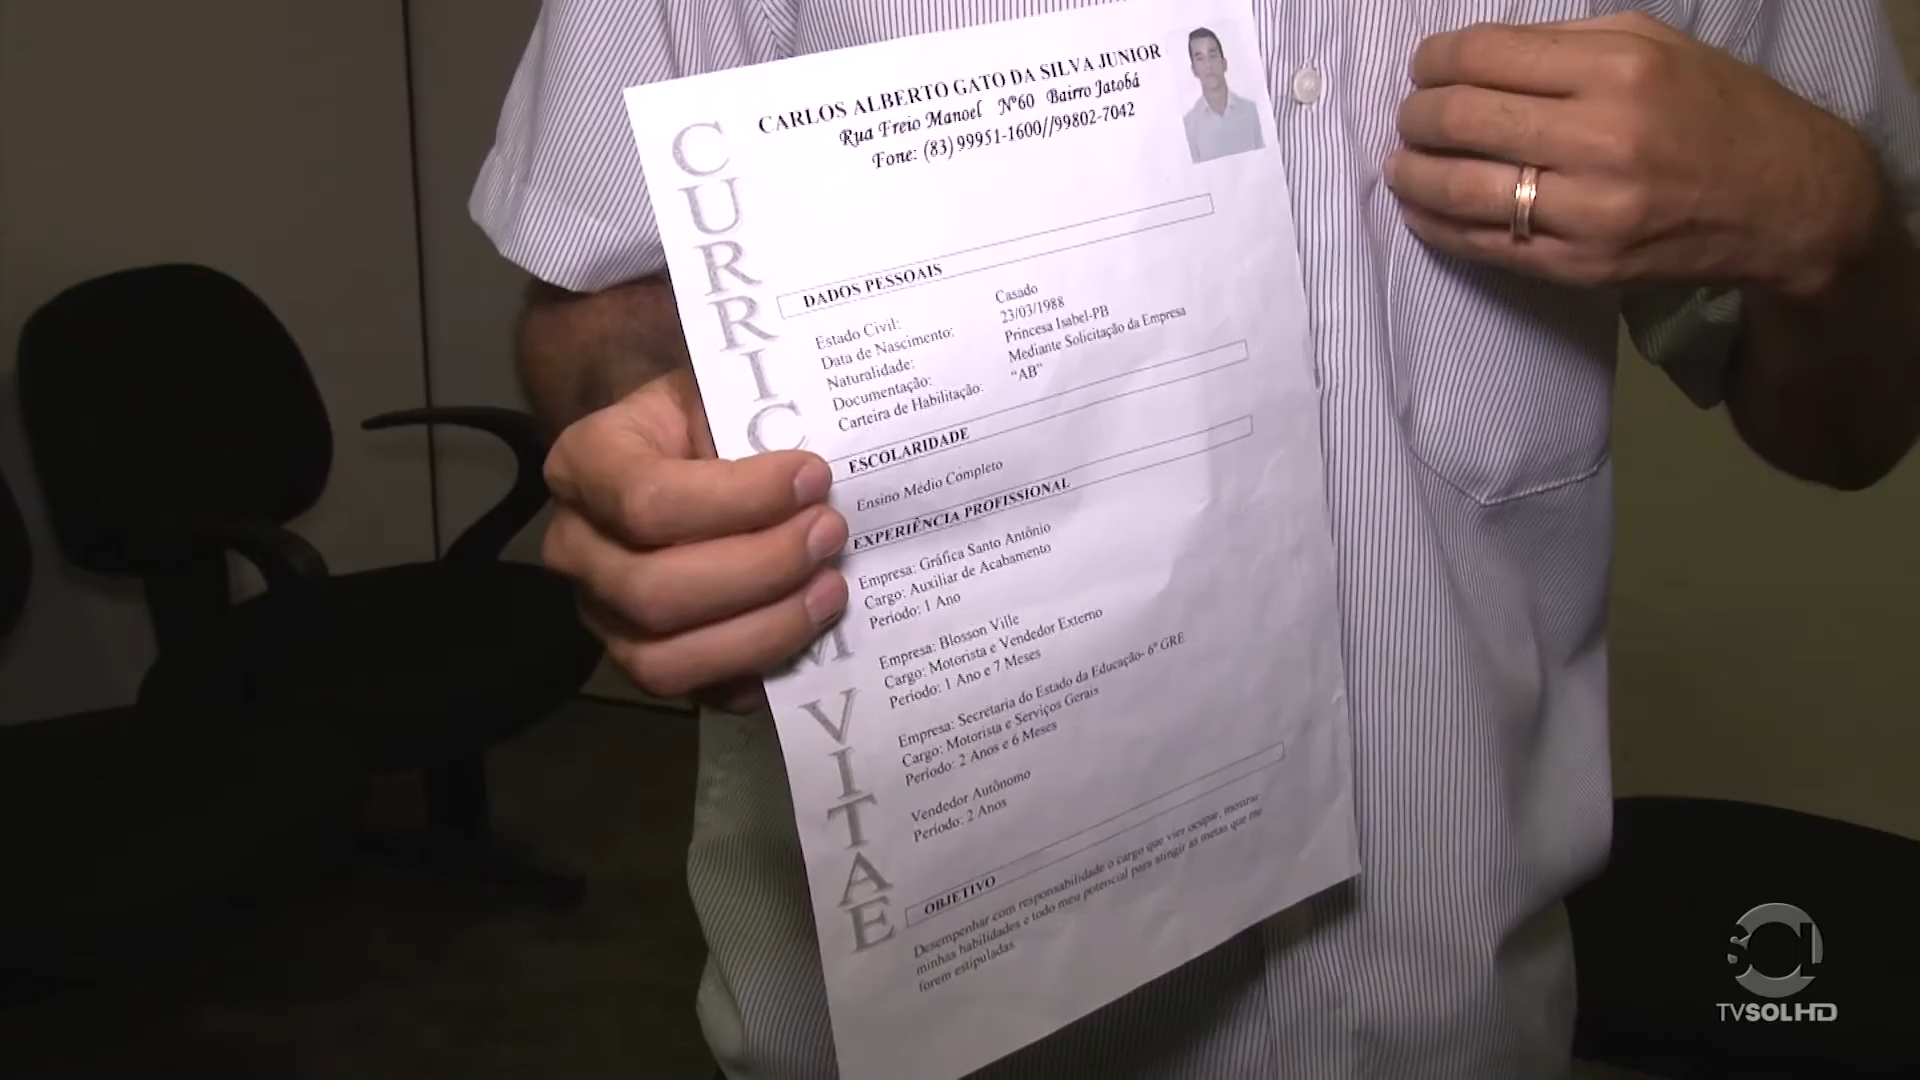 CURRIC M VITAE
CARLOS ALBERTO GATO DA SILVA JUNIOR
Rua Freio Manoel Nº60 Bairro Jatobá
Fone: (83) 99951-1600//99802-7042
DADOS PESSOAIS
Estado Civil: Casado
Data de Nascimento: 23/03/1988
Naturalidade: Princesa Isabel-PB
Documentação: Mediante Solicitação da Empresa
Carteira de Habilitação: “AB”
ESCOLARIDADE
Ensino Médio Completo
EXPERIÊNCIA PROFISSIONAL
Empresa: Gráfica Santo Antônio
Cargo: Auxiliar de Acabamento
Período: 1 Ano
Empresa: Blosson Ville
Cargo: Motorista e Vendedor Externo
Período: 1 Ano e 7 Meses
Empresa: Secretaria do Estado da Educação- 6º GRE
Cargo: Motorista e Serviços Gerais
Período: 2 Anos e 6 Meses
Vendedor Autônomo
Período: 2 Anos
OBJETIVO
Desempenhar com responsabilidade o cargo que vier ocupar, mostrar
minhas habilidades e todo meu potencial para atingir as metas que me
forem estipuladas.
TVSOLHD